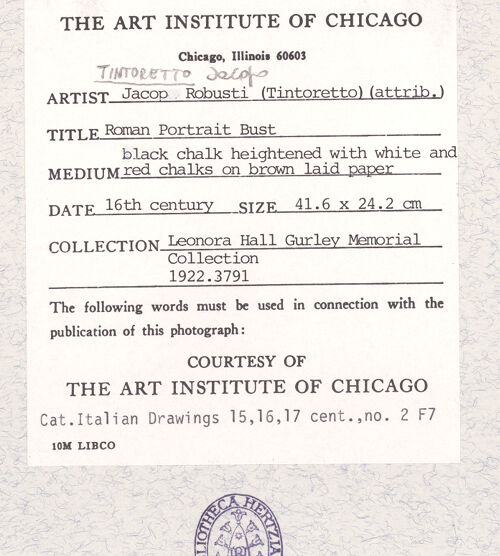 THE ART INSTITUTE OF CHICAGO
Chicago, Illinois 60603
TINTORETTO Jacopo
ARTIST Jacop Robusti (Tintoretto)(attrib.)
TITLE Roman Portrait Bust
black chalk heightened with white and
MEDIUM red chalks on brown laid paper
DATE 16th century SIZE 41.6 x 24.2 cm
COLLECTION Leonora Hall Gurley Memorial
Collection
1922.3791
The following words must be used in connection with the
publication of this photograph:
COURTESY OF
THE ART INSTITUTE OF CHICAGO
Cat.Italian Drawings 15,16,17 cent.,no. 2 F7
10M LIBCO
LIOTHECA HERTZIA